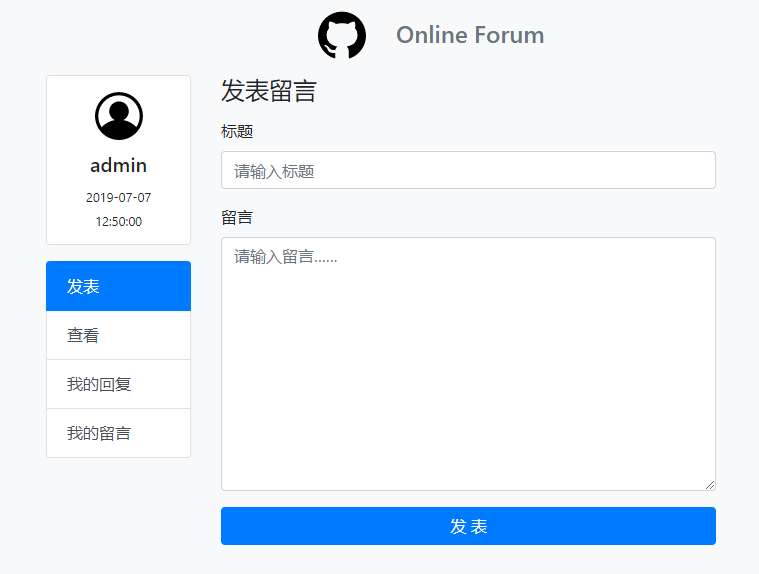 Online Forum
admin
2019-07-07
12:50:00
发表
查看
我的回复
我的留言
发表留言
标题
请输入标题
留言
请输入留言......
发 表